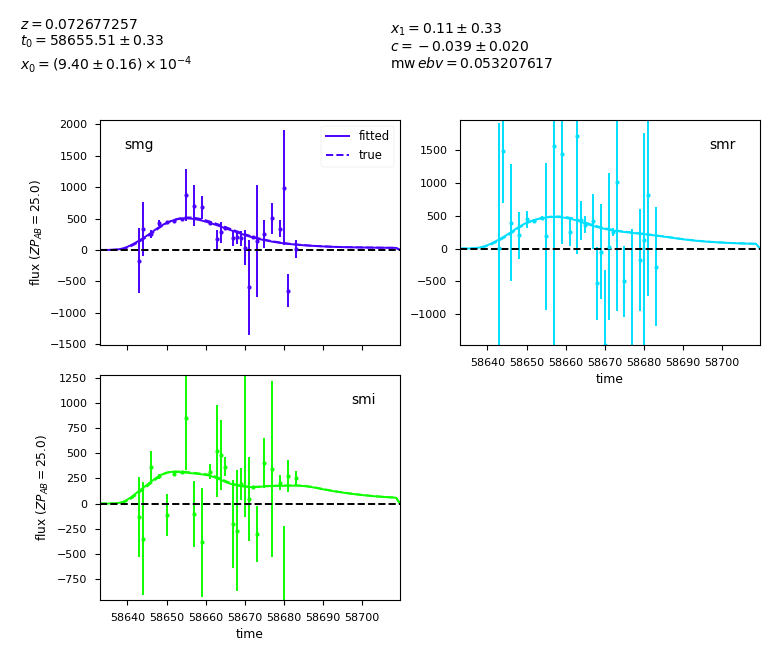 z = 0.072677257
t₀ = 58655.51 ± 0.33
x₀ = (9.40 ± 0.16) × 10⁻⁴
x₁ = 0.11 ± 0.33
c = −0.039 ± 0.020
mw ebv = 0.053207617
smg
fitted
true
2000
1500
1000
500
0
−500
−1000
−1500
flux (ZP_AB = 25.0)
smr
1500
1000
500
0
−500
−1000
58640 58650 58660 58670 58680 58690 58700
time
smi
1250
1000
750
500
250
0
−250
−500
−750
flux (ZP_AB = 25.0)
58640 58650 58660 58670 58680 58690 58700
time